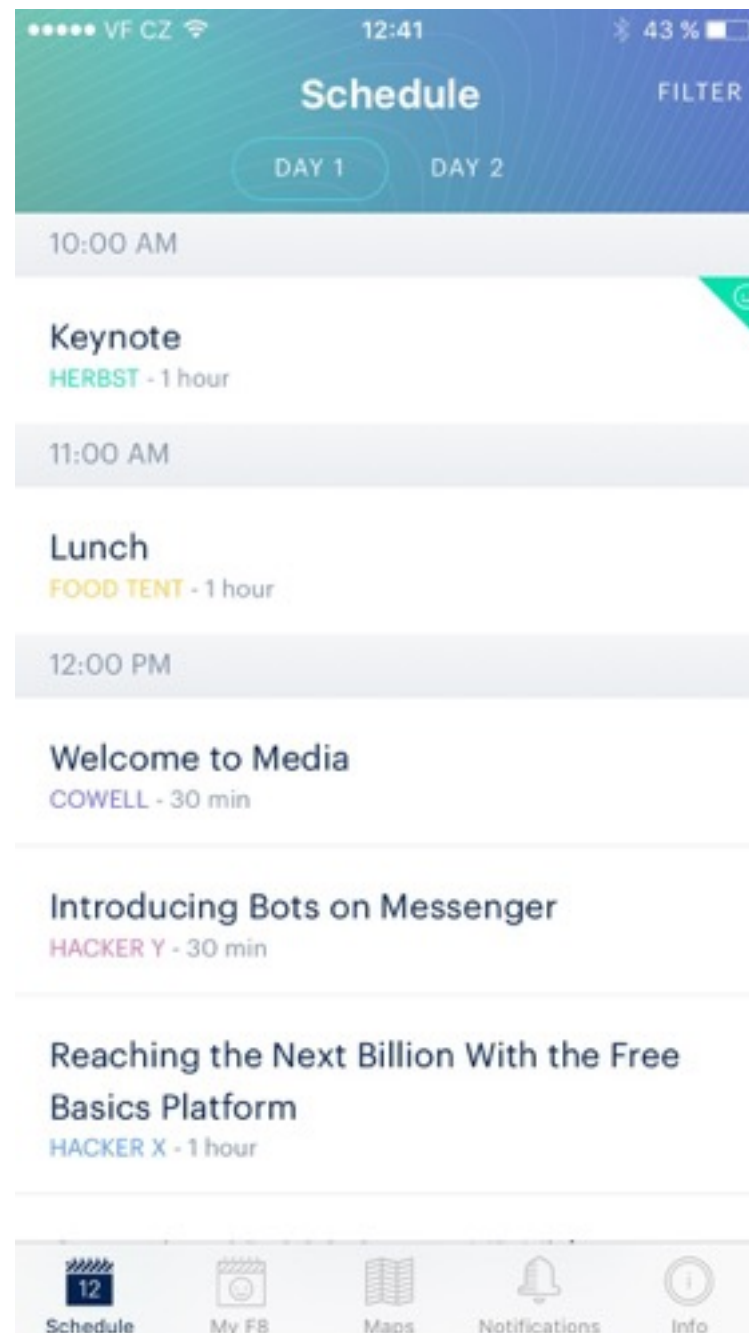 VF CZ 12:41 43 %
Schedule FILTER
DAY 1 DAY 2
10:00 AM
Keynote
HERBST - 1 hour
11:00 AM
Lunch
FOOD TENT - 1 hour
12:00 PM
Welcome to Media
COWELL - 30 min
Introducing Bots on Messenger
HACKER Y - 30 min
Reaching the Next Billion With the Free
Basics Platform
HACKER X - 1 hour
12
Schedule My F8 Maps Notifications Info